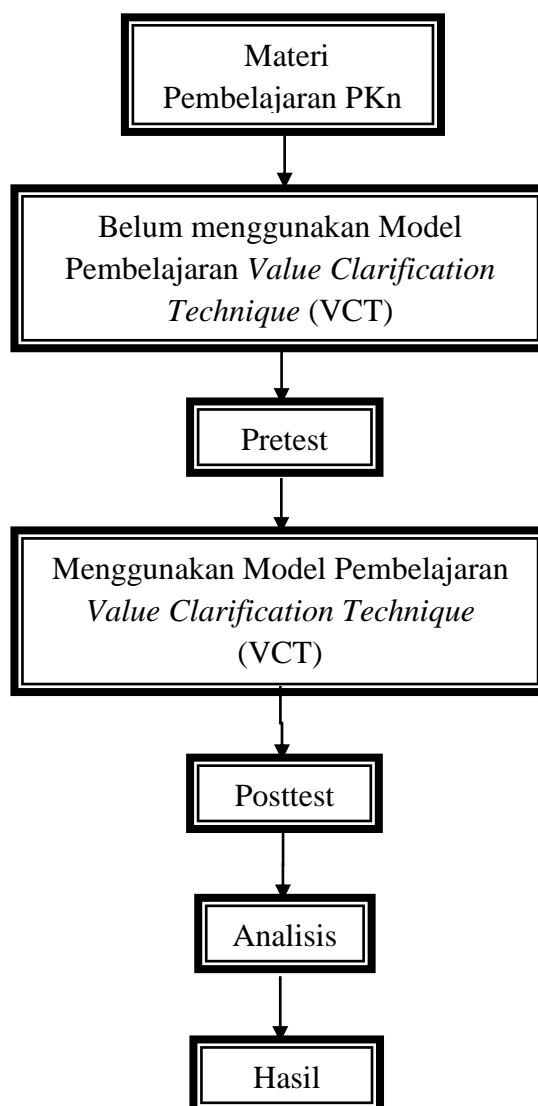 Materi
Pembelajaran PKn
Belum menggunakan Model
Pembelajaran Value Clarification
Technique (VCT)
Pretest
Menggunakan Model Pembelajaran
Value Clarification Technique
(VCT)
Posttest
Analisis
Hasil